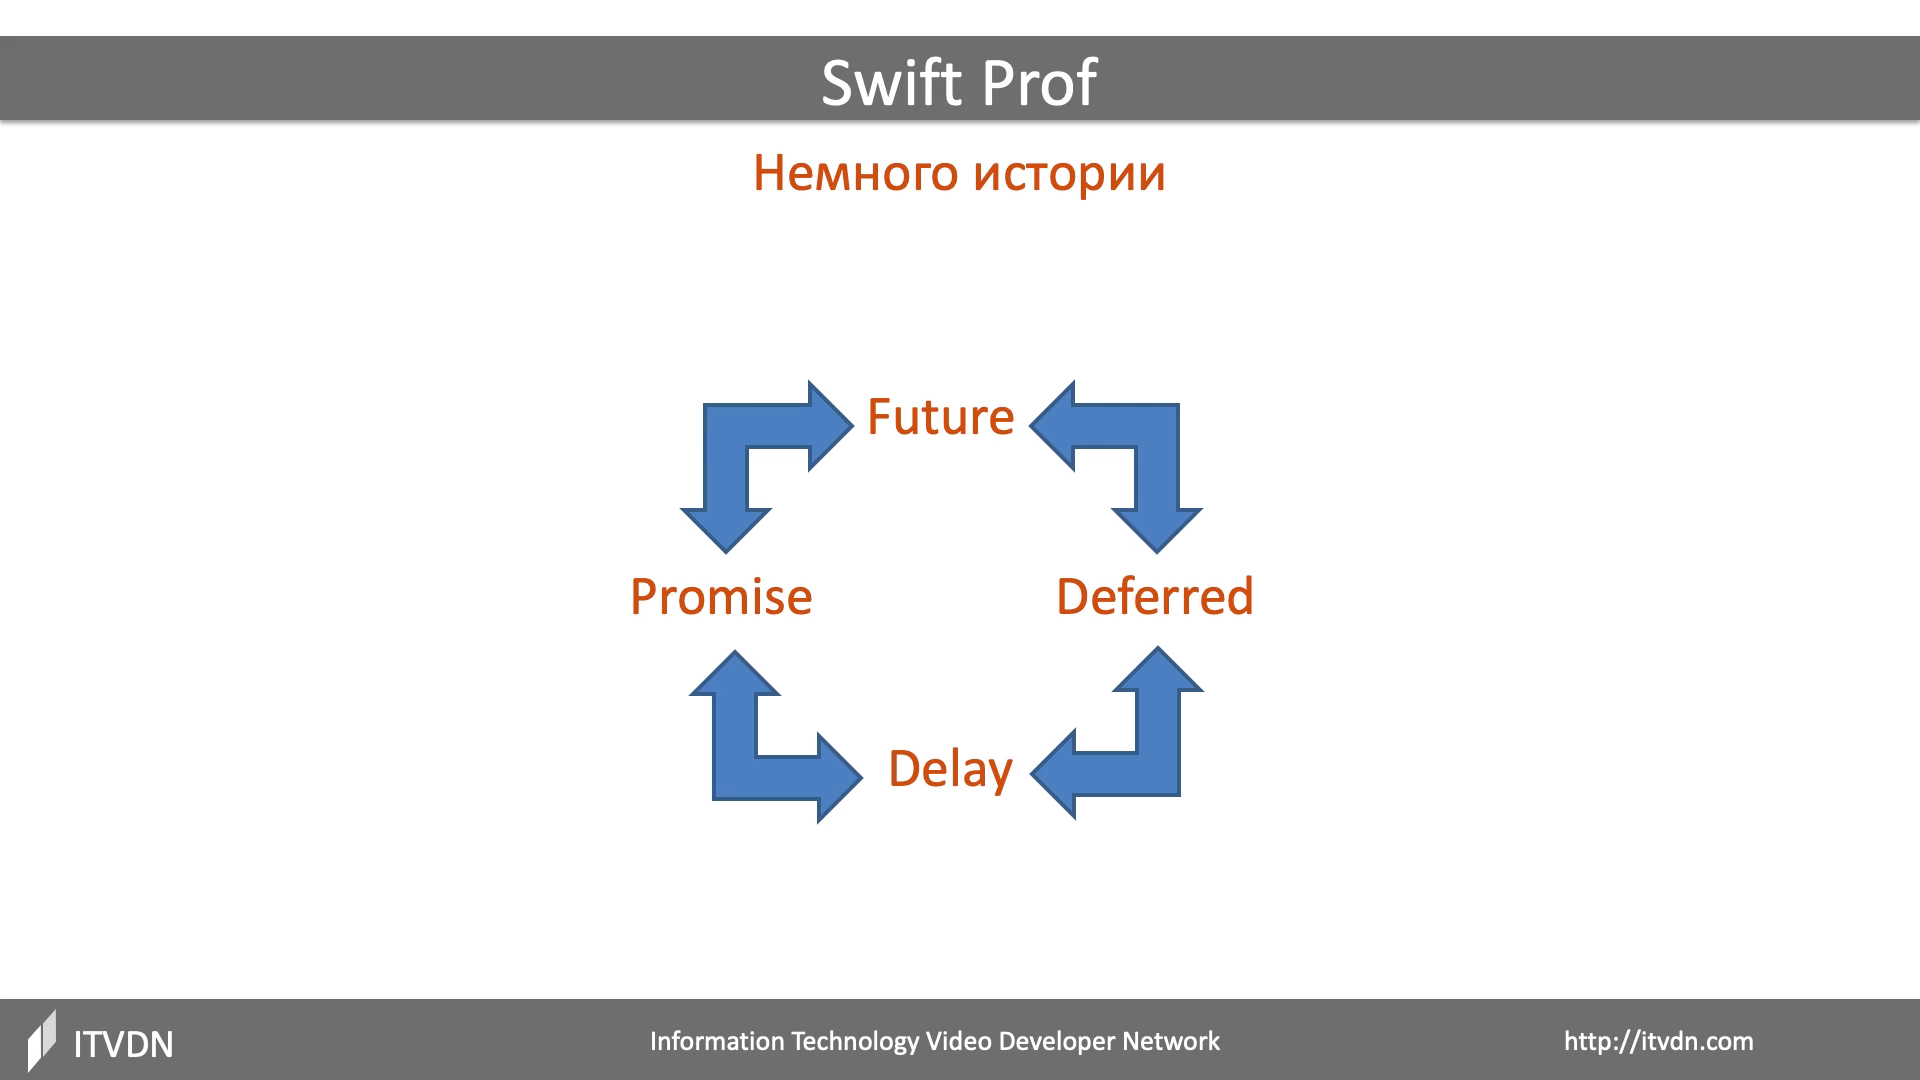 Swift Prof
Немного истории
Future
Promise
Deferred
Delay
ITVDN
Information Technology Video Developer Network
http://itvdn.com